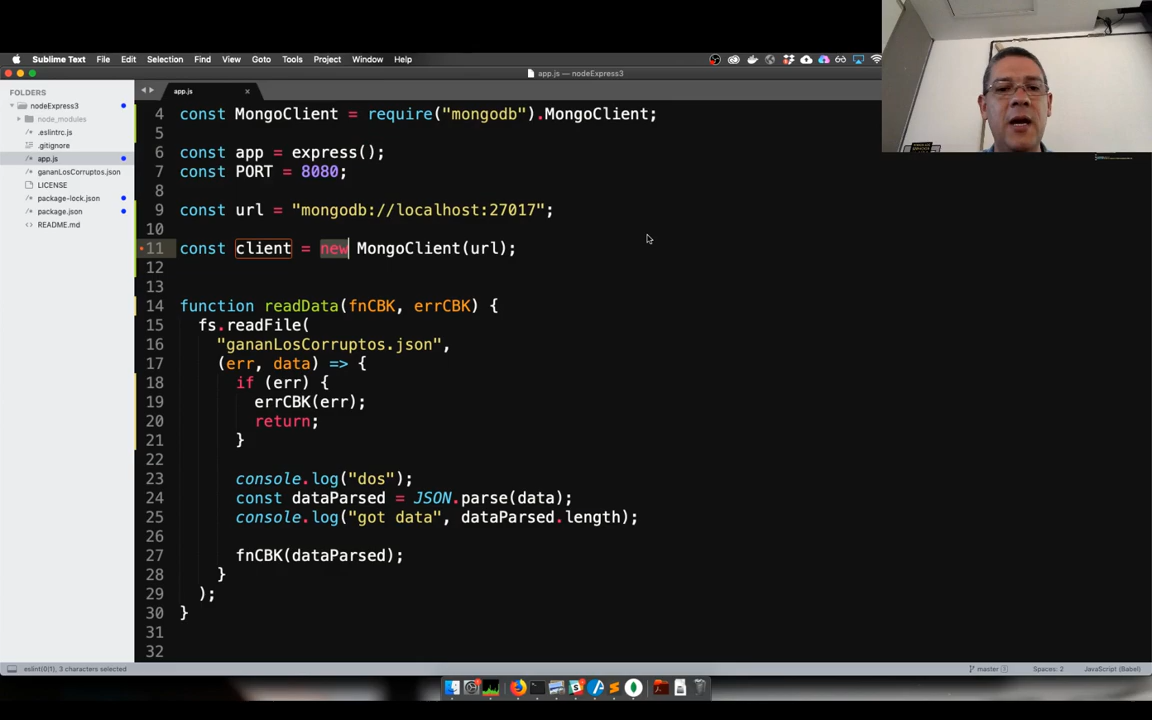 Sublime Text File Edit Selection Find View Goto Tools Project Window Help
app.js — nodeExpress3
FOLDERS
nodeExpress3
node_modules
.eslintrc.js
.gitignore
app.js
gananLosCorruptos.json
LICENSE
package-lock.json
package.json
README.md
app.js
4 const MongoClient = require("mongodb").MongoClient;
6 const app = express();
7 const PORT = 8080;
8
9 const url = "mongodb://localhost:27017";
10
11 const client = new MongoClient(url);
12
13
14 function readData(fnCBK, errCBK) {
15 fs.readFile(
16 "gananLosCorruptos.json",
17 (err, data) => {
18 if (err) {
19 errCBK(err);
20 return;
21 }
22
23 console.log("dos");
24 const dataParsed = JSON.parse(data);
25 console.log("got data", dataParsed.length);
26
27 fnCBK(dataParsed);
28 }
29 );
30 }
31
32
eslint(0|1), 3 characters selected
master 3
Spaces: 2
JavaScript (Babel)